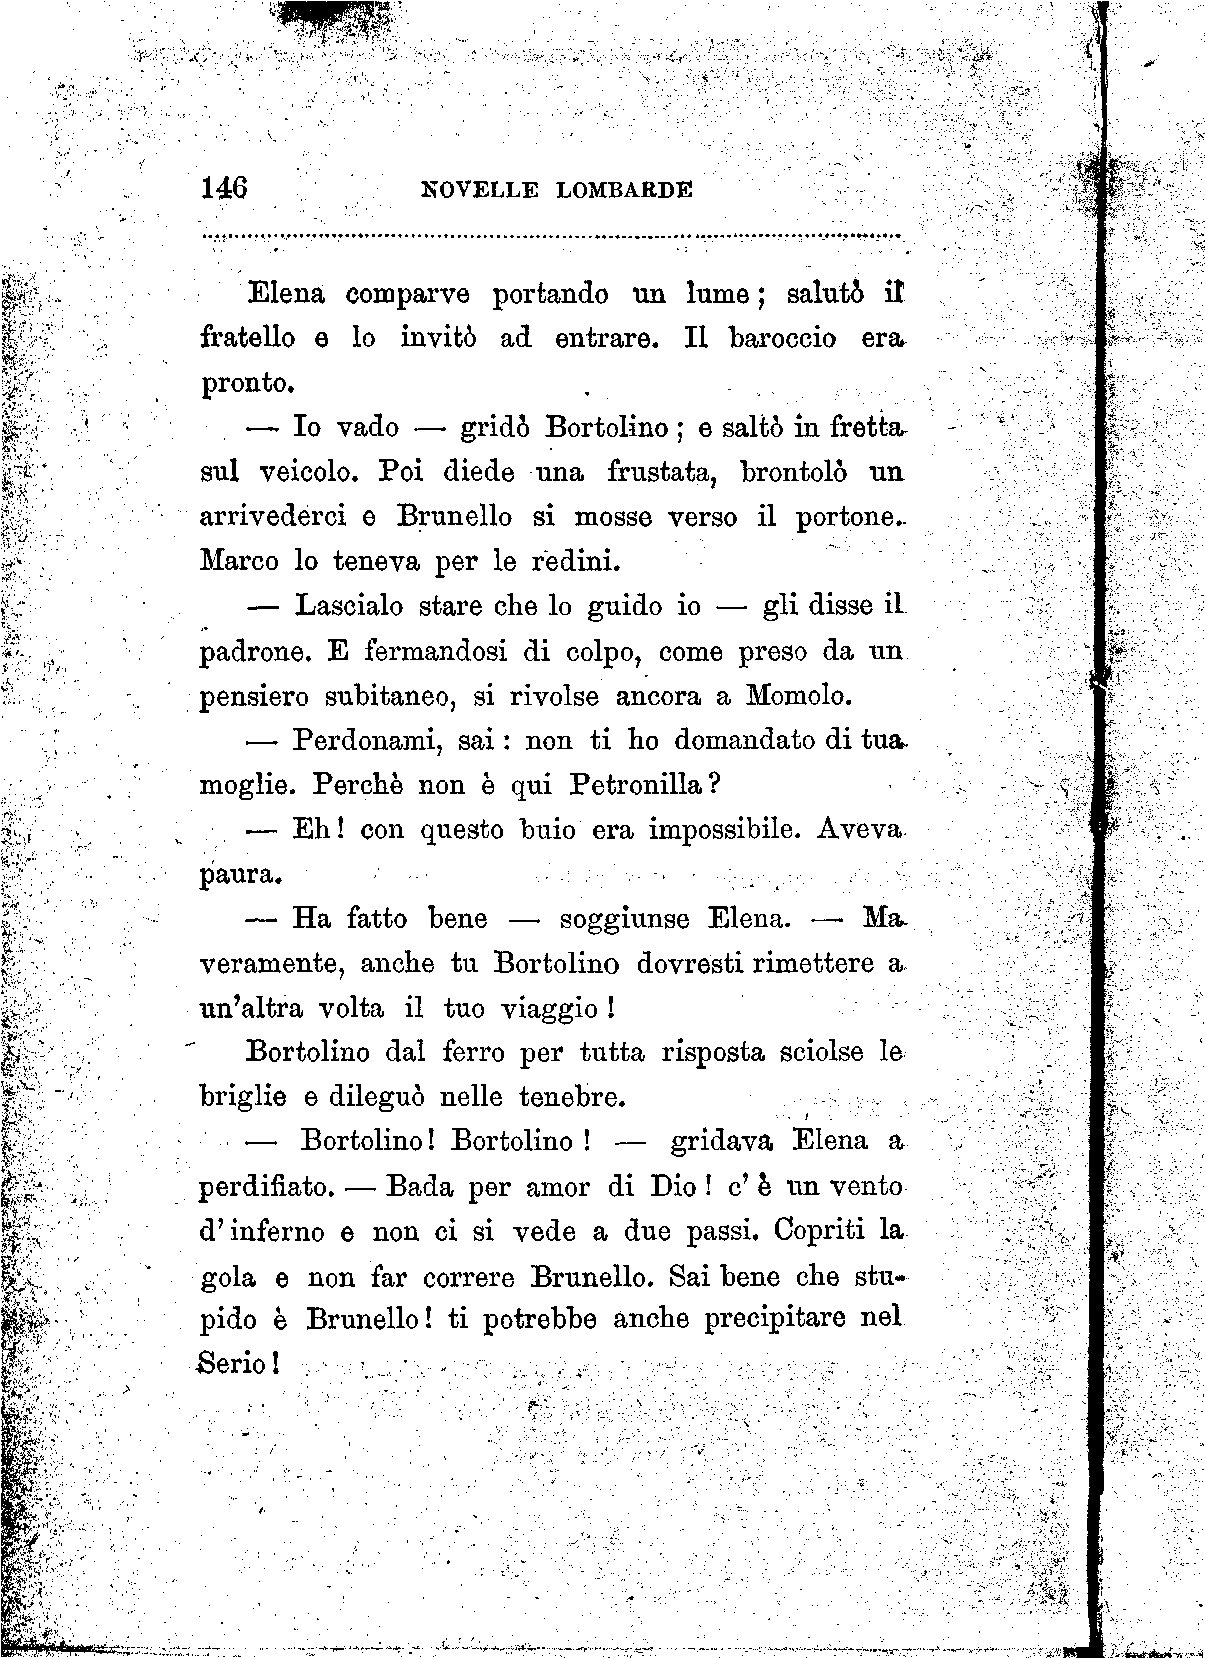 146 NOVELLE LOMBARDE
Elena comparve portando un lume; salutò il
fratello e lo invitò ad entrare. Il baroccio era
pronto.
— Io vado — gridò Bortolino; e saltò in fretta
sul veicolo. Poi diede una frustata, brontolò un
arrivederci e Brunello si mosse verso il portone.
Marco lo teneva per le redini.
— Lascialo stare che lo guido io — gli disse il
padrone. E fermandosi di colpo, come preso da un
pensiero subitaneo, si rivolse ancora a Momolo.
— Perdonami, sai: non ti ho domandato di tua
moglie. Perchè non è qui Petronilla?
— Eh! con questo buio era impossibile. Aveva
paura.
— Ha fatto bene — soggiunse Elena. — Ma
veramente, anche tu Bortolino dovresti rimettere a
un'altra volta il tuo viaggio!
Bortolino dal ferro per tutta risposta sciolse le
briglie e dileguò nelle tenebre.
— Bortolino! Bortolino! — gridava Elena a
perdifiato. — Bada per amor di Dio! c' è un vento
d' inferno e non ci si vede a due passi. Copriti la
gola e non far correre Brunello. Sai bene che stu-
pido è Brunello! ti potrebbe anche precipitare nel
Serio!